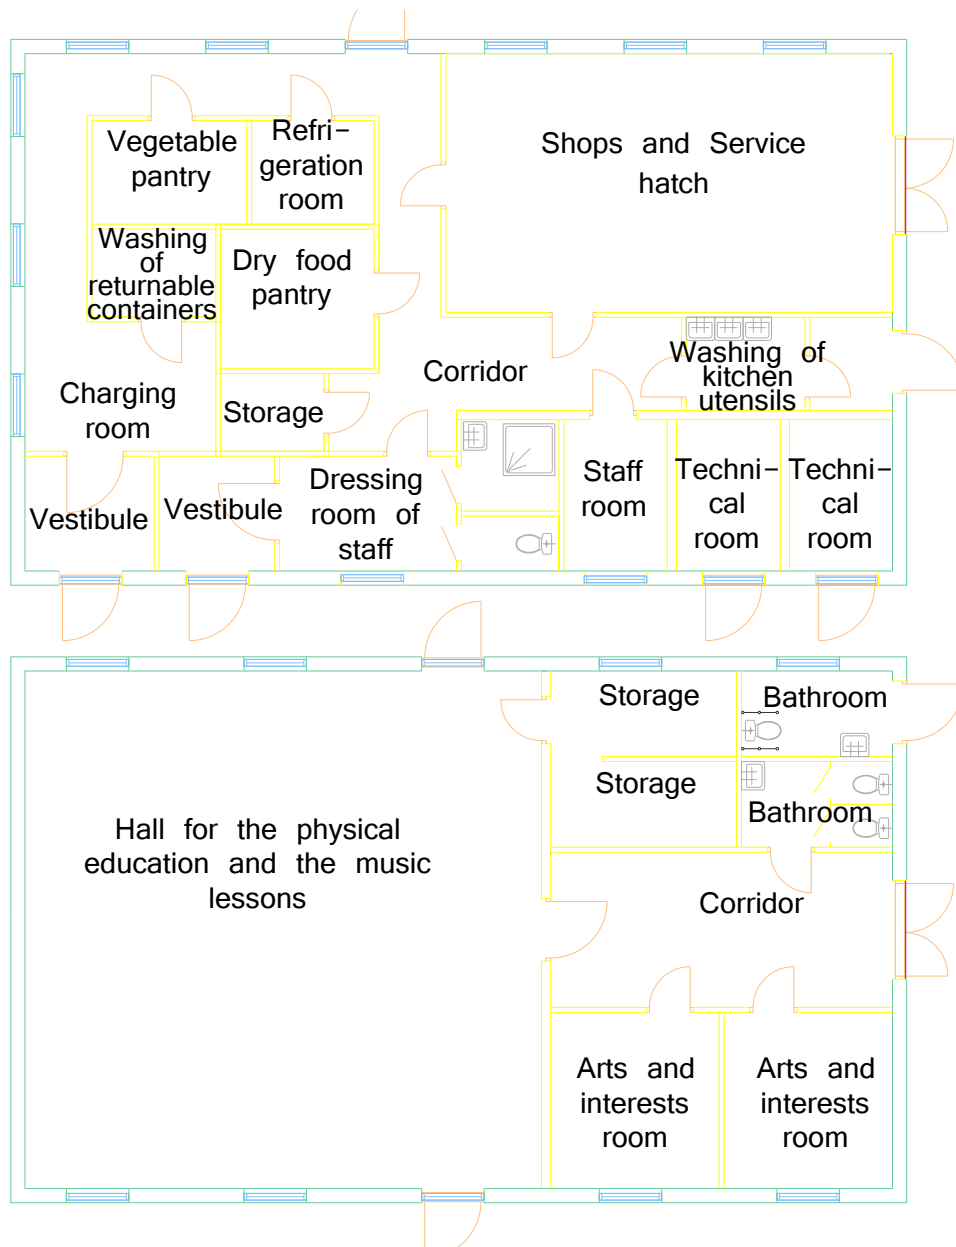 Vegetable
pantry
Refri-
geration
room
Shops and Service
hatch
Washing
of
returnable
containers
Dry food
pantry
Corridor
Washing of
kitchen
utensils
Charging
room
Storage
Vestibule
Vestibule
Dressing
room of
staff
Staff
room
Techni-
cal
room
Techni-
cal
room
Storage
Bathroom
Storage
Bathroom
Hall for the physical
education and the music
lessons
Corridor
Arts and
interests
room
Arts and
interests
room